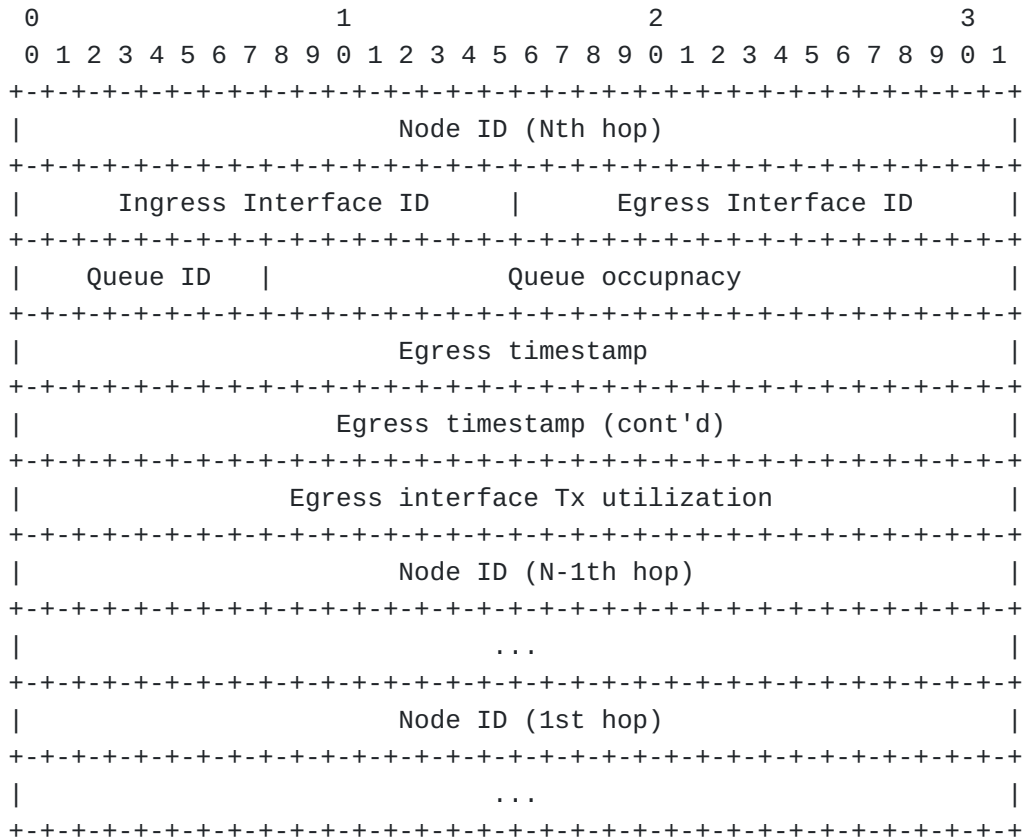 0                   1                   2                   3
 0 1 2 3 4 5 6 7 8 9 0 1 2 3 4 5 6 7 8 9 0 1 2 3 4 5 6 7 8 9 0 1
+-+-+-+-+-+-+-+-+-+-+-+-+-+-+-+-+-+-+-+-+-+-+-+-+-+-+-+-+-+-+-+-+
|                        Node ID (Nth hop)                      |
+-+-+-+-+-+-+-+-+-+-+-+-+-+-+-+-+-+-+-+-+-+-+-+-+-+-+-+-+-+-+-+-+
|      Ingress Interface ID     |      Egress Interface ID      |
+-+-+-+-+-+-+-+-+-+-+-+-+-+-+-+-+-+-+-+-+-+-+-+-+-+-+-+-+-+-+-+-+
|    Queue ID   |               Queue occupnacy                 |
+-+-+-+-+-+-+-+-+-+-+-+-+-+-+-+-+-+-+-+-+-+-+-+-+-+-+-+-+-+-+-+-+
|                        Egress timestamp                       |
+-+-+-+-+-+-+-+-+-+-+-+-+-+-+-+-+-+-+-+-+-+-+-+-+-+-+-+-+-+-+-+-+
|                    Egress timestamp (cont'd)                  |
+-+-+-+-+-+-+-+-+-+-+-+-+-+-+-+-+-+-+-+-+-+-+-+-+-+-+-+-+-+-+-+-+
|                 Egress interface Tx utilization               |
+-+-+-+-+-+-+-+-+-+-+-+-+-+-+-+-+-+-+-+-+-+-+-+-+-+-+-+-+-+-+-+-+
|                        Node ID (N-1th hop)                    |
+-+-+-+-+-+-+-+-+-+-+-+-+-+-+-+-+-+-+-+-+-+-+-+-+-+-+-+-+-+-+-+-+
|                              ...                              |
+-+-+-+-+-+-+-+-+-+-+-+-+-+-+-+-+-+-+-+-+-+-+-+-+-+-+-+-+-+-+-+-+
|                        Node ID (1st hop)                      |
+-+-+-+-+-+-+-+-+-+-+-+-+-+-+-+-+-+-+-+-+-+-+-+-+-+-+-+-+-+-+-+-+
|                              ...                              |
+-+-+-+-+-+-+-+-+-+-+-+-+-+-+-+-+-+-+-+-+-+-+-+-+-+-+-+-+-+-+-+-+